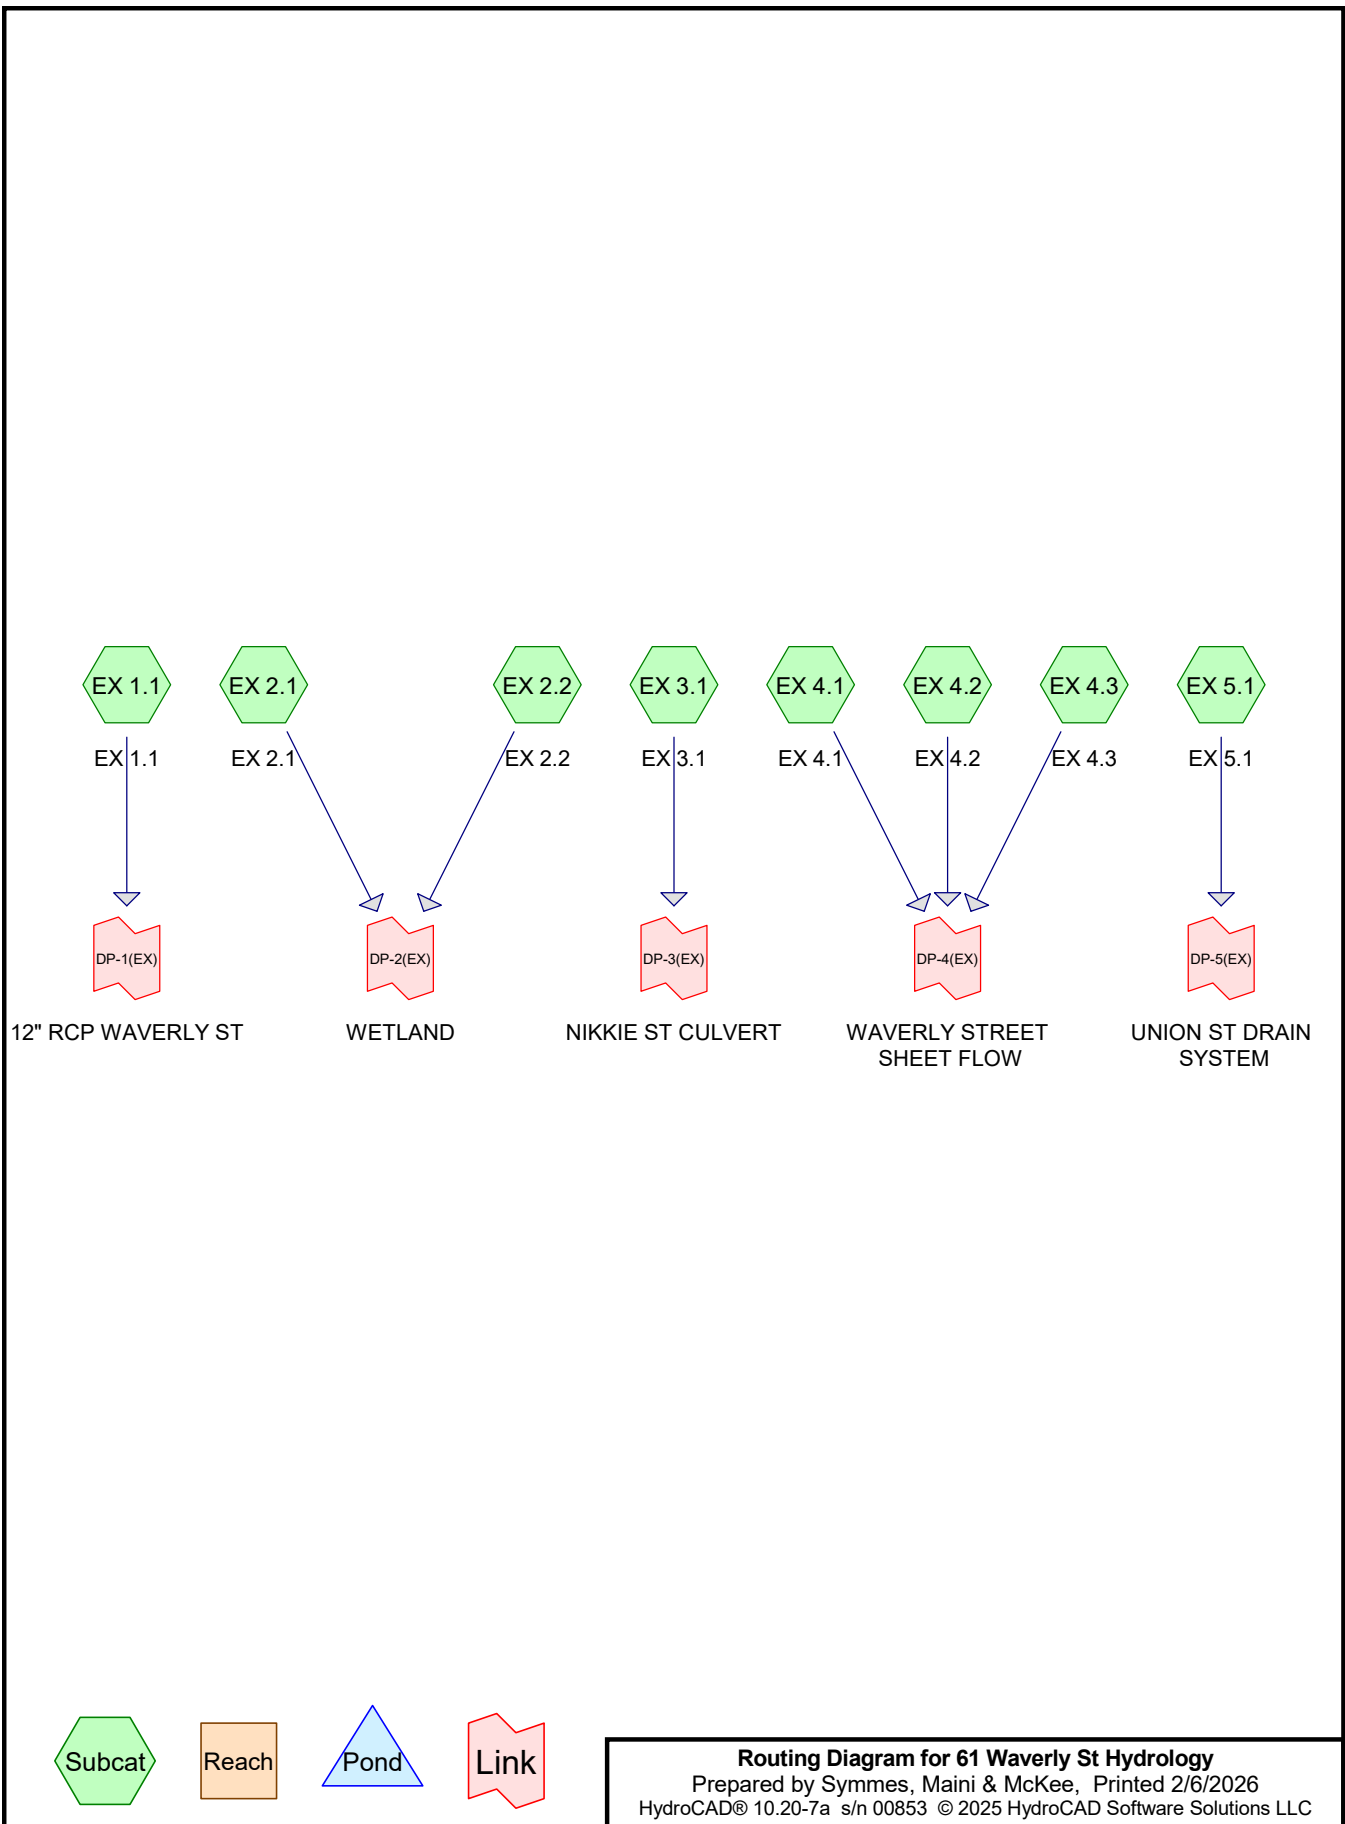 EX 1.1
EX 2.1
EX 2.2
EX 3.1
EX 4.1
EX 4.2
EX 4.3
EX 5.1
EX 1.1
EX 2.1
EX 2.2
EX 3.1
EX 4.1
EX 4.2
EX 4.3
EX 5.1
DP-1(EX)
DP-2(EX)
DP-3(EX)
DP-4(EX)
DP-5(EX)
12" RCP WAVERLY ST
WETLAND
NIKKIE ST CULVERT
WAVERLY STREET
SHEET FLOW
UNION ST DRAIN
SYSTEM
Subcat
Reach
Pond
Link
Routing Diagram for 61 Waverly St Hydrology
Prepared by Symmes, Maini & McKee, Printed 2/6/2026
HydroCAD® 10.20-7a s/n 00853 © 2025 HydroCAD Software Solutions LLC